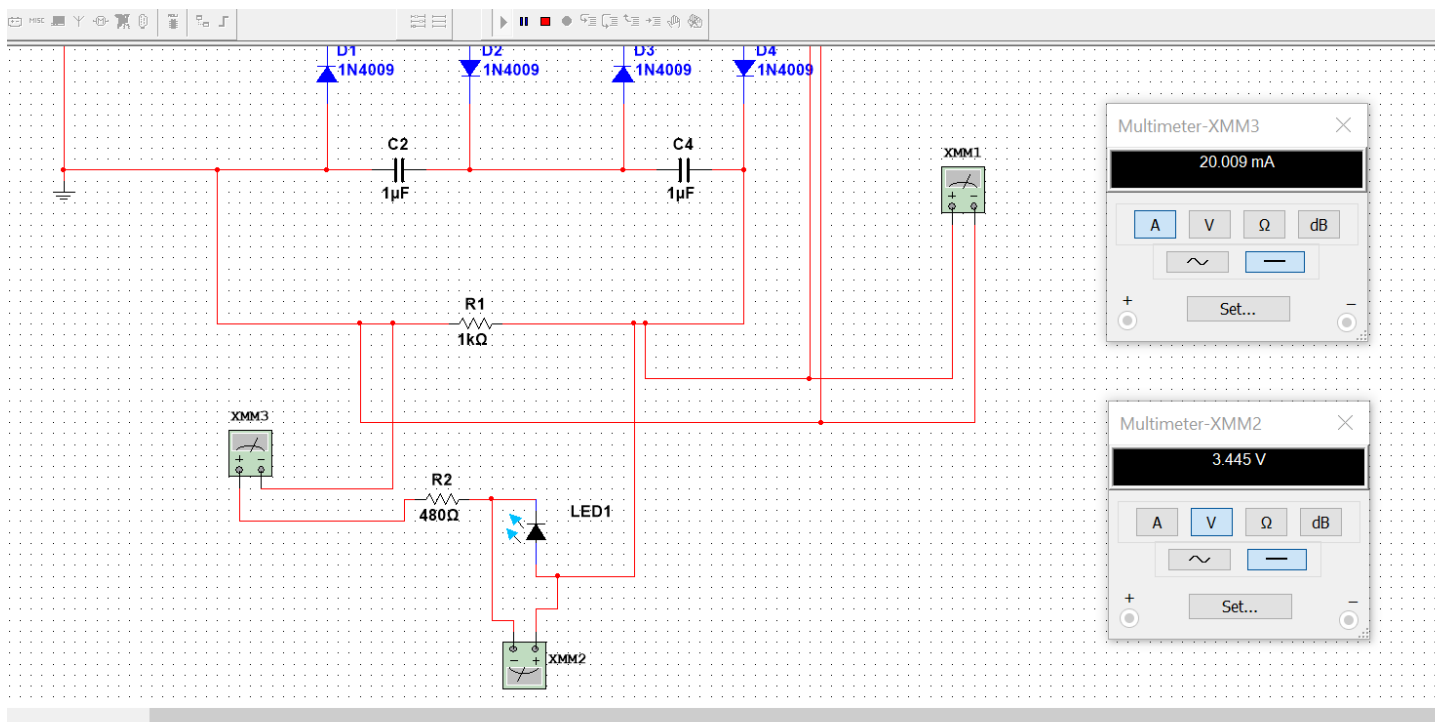 MISC
D1
1N4009
D2
1N4009
D3
1N4009
D4
1N4009
C2
1µF
C4
1µF
XMM1
+ −
R1
1kΩ
XMM3
+ −
R2
480Ω
LED1
− +
XMM2
Multimeter-XMM3
20.009 mA
A V Ω dB
+ −
Set...
Multimeter-XMM2
3.445 V
A V Ω dB
+ −
Set...